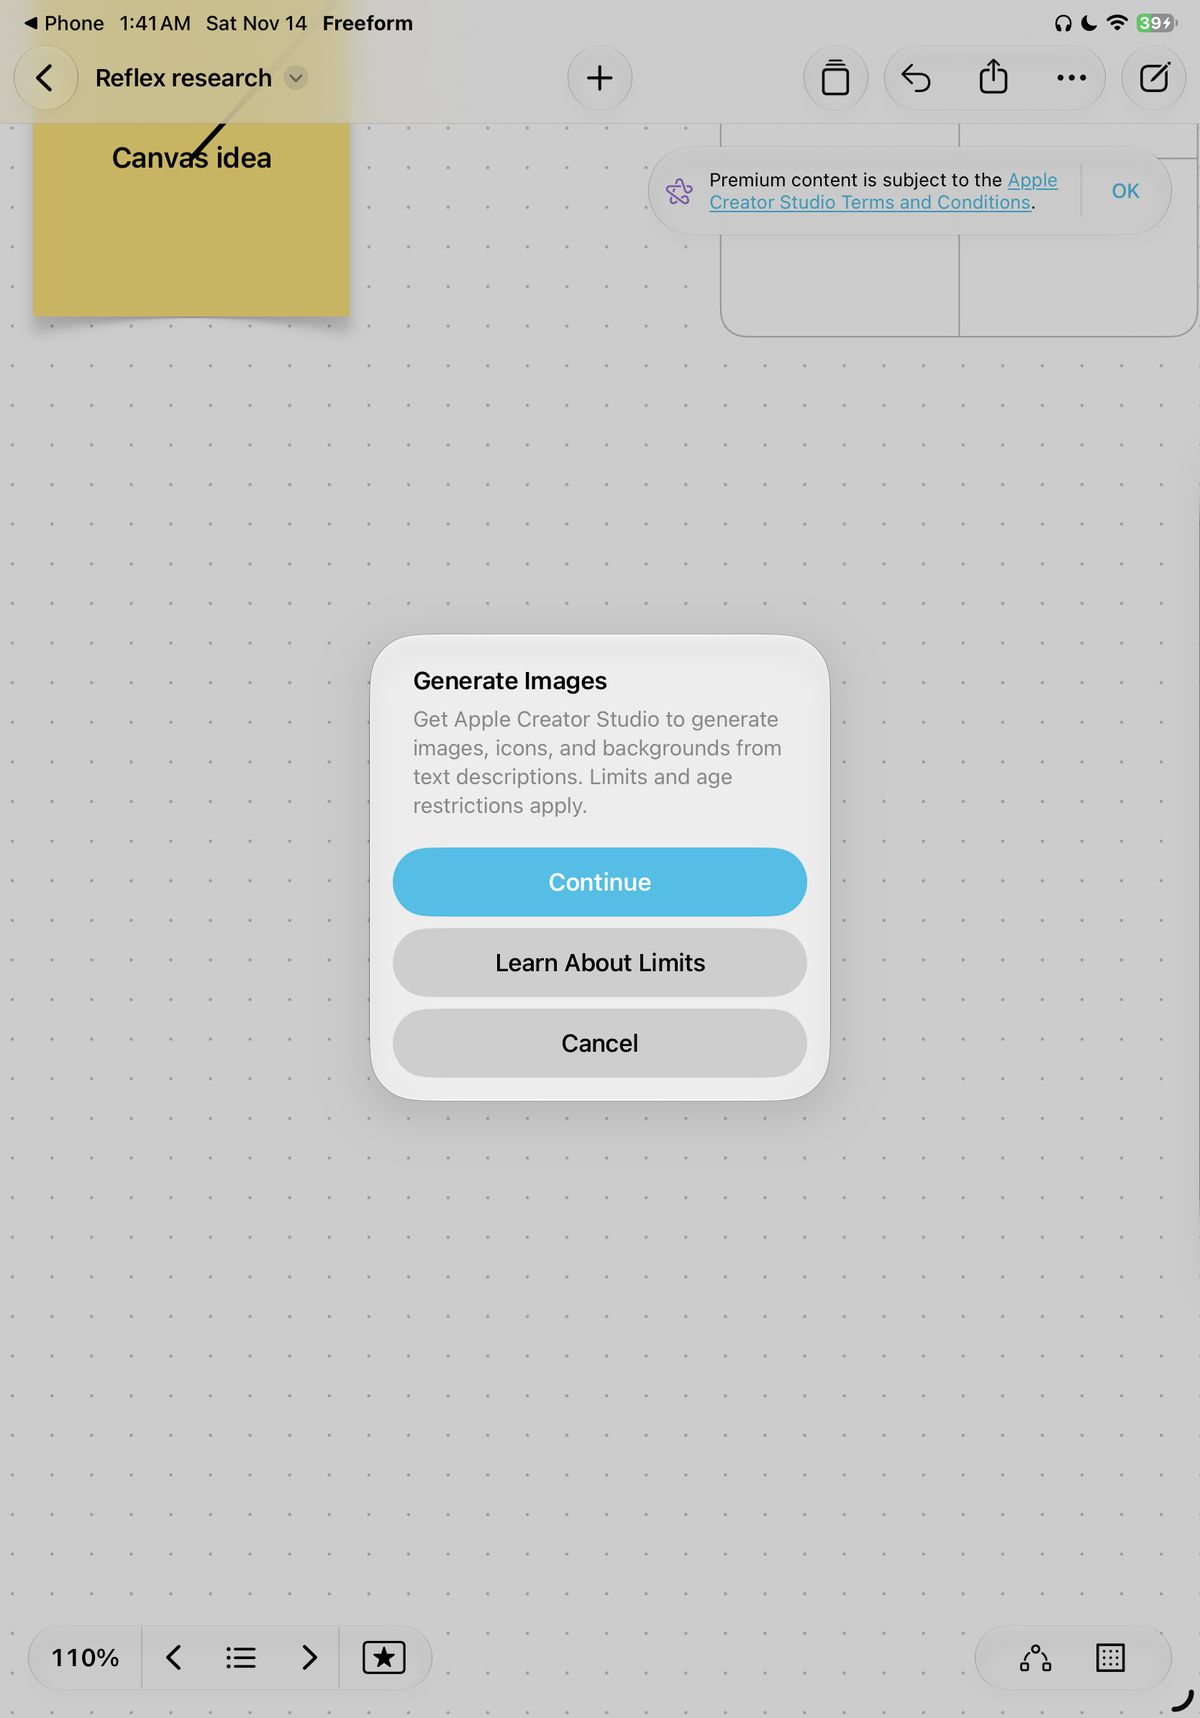 Phone 1:41 AM Sat Nov 14 Freeform
39
Reflex research
Canvas idea
Premium content is subject to the Apple
Creator Studio Terms and Conditions.
OK
Generate Images
Get Apple Creator Studio to generate
images, icons, and backgrounds from
text descriptions. Limits and age
restrictions apply.
Continue
Learn About Limits
Cancel
110%